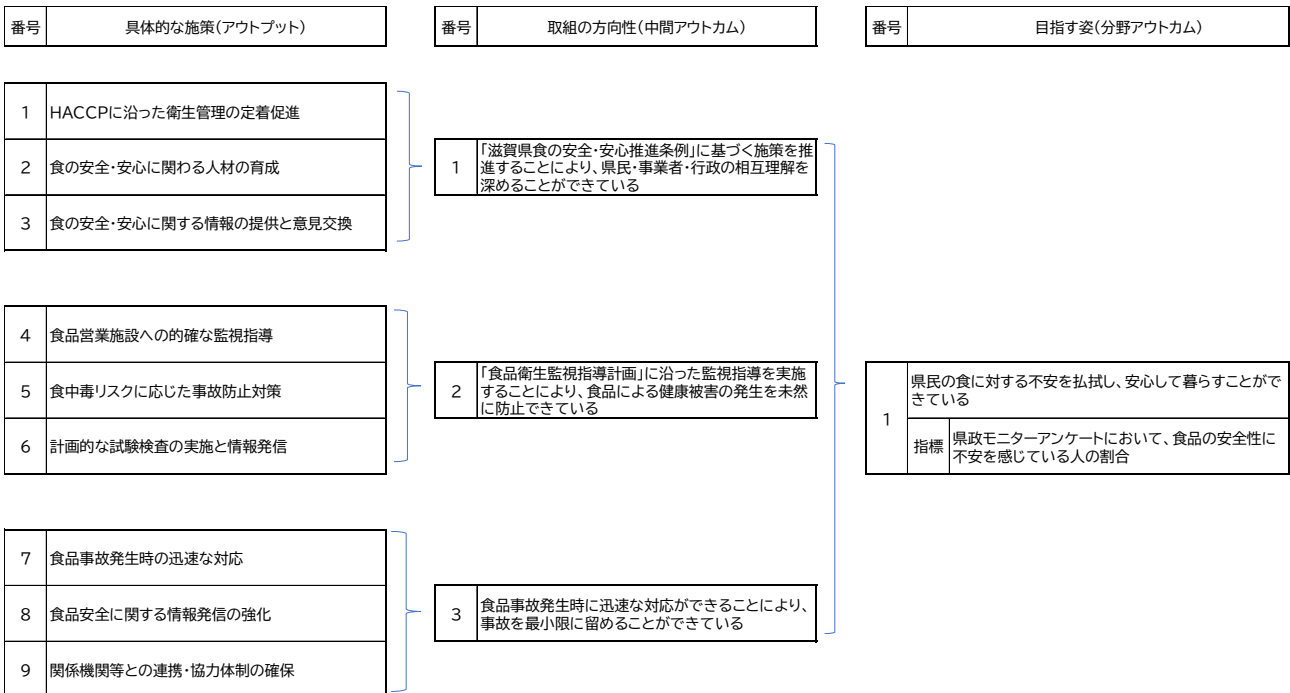 番号 具体的な施策(アウトプット)
番号 取組の方向性(中間アウトカム)
番号 目指す姿(分野アウトカム)
1 HACCPに沿った衛生管理の定着促進
2 食の安全・安心に関わる人材の育成
3 食の安全・安心に関する情報の提供と意見交換
1 「滋賀県食の安全・安心推進条例」に基づく施策を推
進することにより、県民・事業者・行政の相互理解を
深めることができている
4 食品営業施設への的確な監視指導
5 食中毒リスクに応じた事故防止対策
6 計画的な試験検査の実施と情報発信
2 「食品衛生監視指導計画」に沿った監視指導を実施
することにより、食品による健康被害の発生を未然
に防止できている
7 食品事故発生時の迅速な対応
8 食品安全に関する情報発信の強化
9 関係機関等との連携・協力体制の確保
3 食品事故発生時に迅速な対応ができることにより、
事故を最小限に留めることができている
1 県民の食に対する不安を払拭し、安心して暮らすことがで
きている
指標 県政モニターアンケートにおいて、食品の安全性に
不安を感じている人の割合